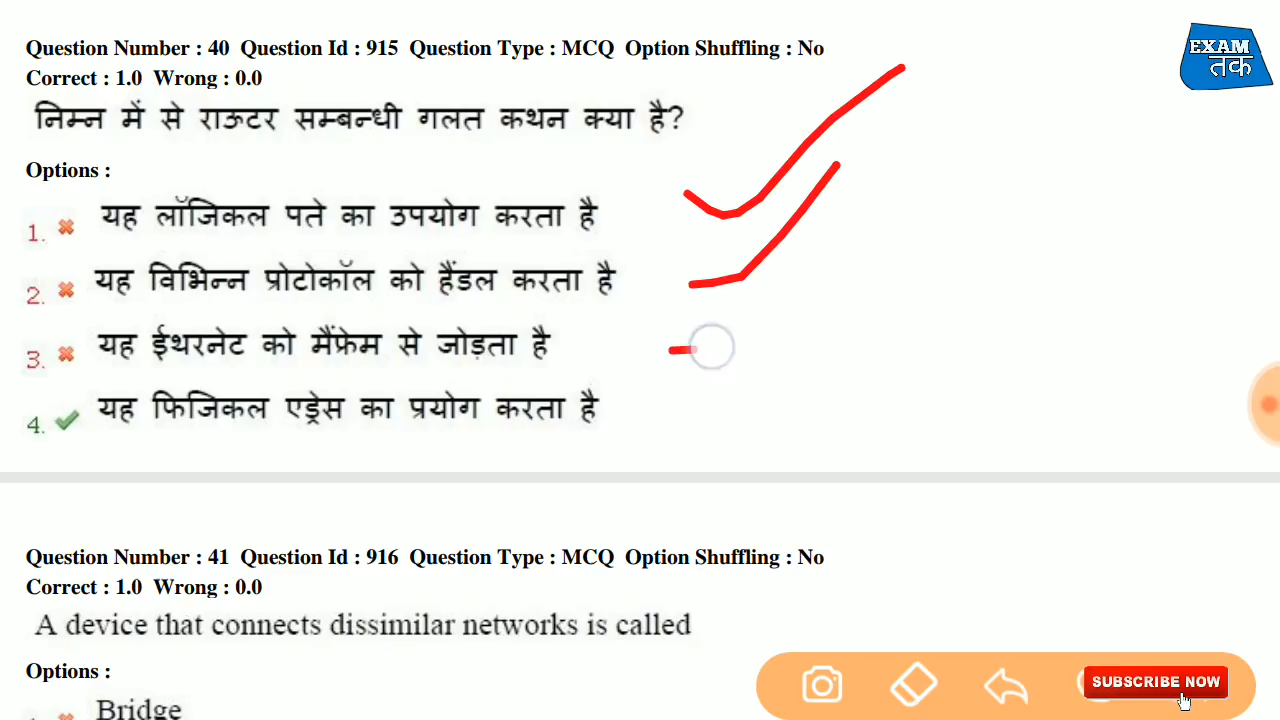 Question Number : 40 Question Id : 915 Question Type : MCQ Option Shuffling : No
Correct : 1.0 Wrong : 0.0
EXAM
तक
निम्न में से राऊटर सम्बन्धी गलत कथन क्या है?
Options :
1. यह लॉजिकल पते का उपयोग करता है
2. यह विभिन्न प्रोटोकॉल को हैंडल करता है
3. यह ईथरनेट को मैंफ्रेम से जोड़ता है
4. यह फिजिकल एड्रेस का प्रयोग करता है
Question Number : 41 Question Id : 916 Question Type : MCQ Option Shuffling : No
Correct : 1.0 Wrong : 0.0
A device that connects dissimilar networks is called
Options :
Bridge
SUBSCRIBE NOW